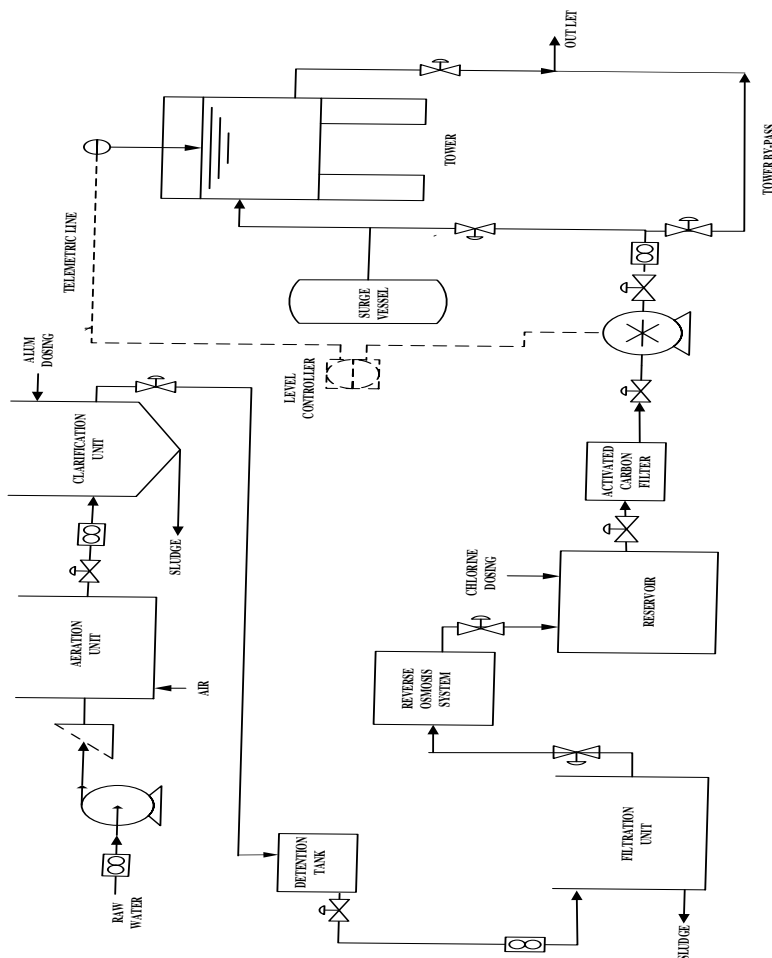 RAW
WATER
AIR
AERATION
UNIT
SLUDGE
CLARIFICATION
UNIT
ALUM
DOSING
TELEMETRIC LINE
LEVEL
CONTROLLER
SURGE
VESSEL
TOWER
OUT LET
TOWER BY-PASS
DETENTION
TANK
SLUDGE
FILTRATION
UNIT
REVERSE
OSMOSIS
SYSTEM
CHLORINE
DOSING
RESERVOIR
ACTIVATED
CARBON
FILTER